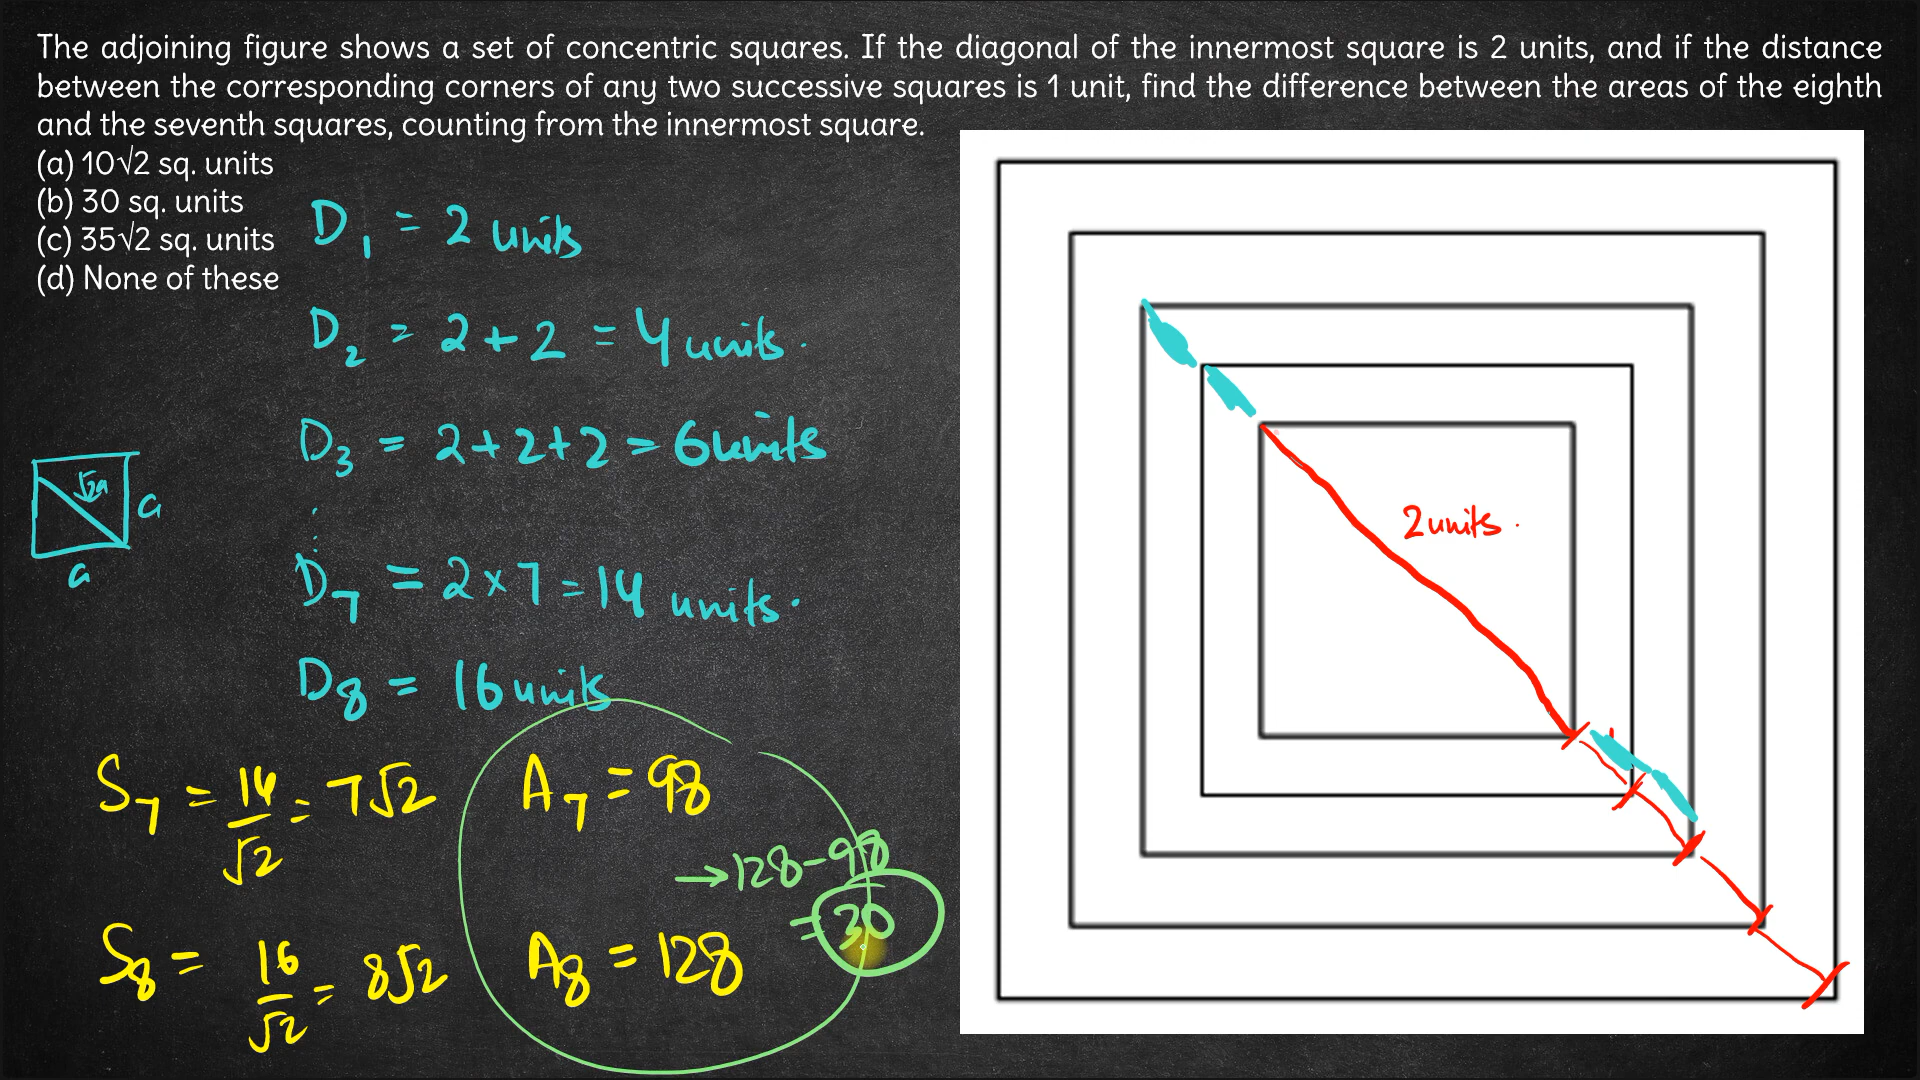 The adjoining figure shows a set of concentric squares. If the diagonal of the innermost square is 2 units, and if the distance
between the corresponding corners of any two successive squares is 1 unit, find the difference between the areas of the eighth
and the seventh squares, counting from the innermost square.
(a) 10√2 sq. units
(b) 30 sq. units
(c) 35√2 sq. units
(d) None of these
D₁ = 2 units
D₂ = 2 + 2 = 4 units.
D₃ = 2 + 2 + 2 = 6 units
⋮
D₇ = 2 × 7 = 14 units.
D₈ = 16 units
√2a
a
a
S₇ = 14/√2 = 7√2
A₇ = 98
→ 128 - 98
= 30
S₈ = 16/√2 = 8√2
A₈ = 128
2 units.